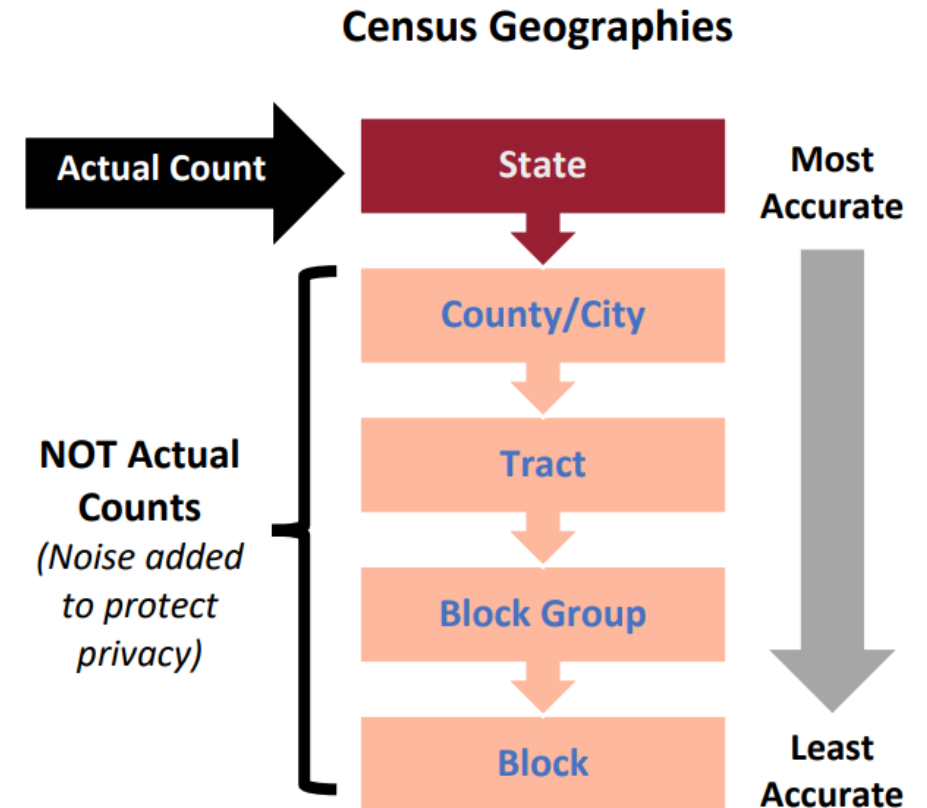 Census Geographies
Actual Count
State
Most
Accurate
County/City
Tract
NOT Actual
Counts
(Noise added
to protect
privacy)
Block Group
Block
Least
Accurate